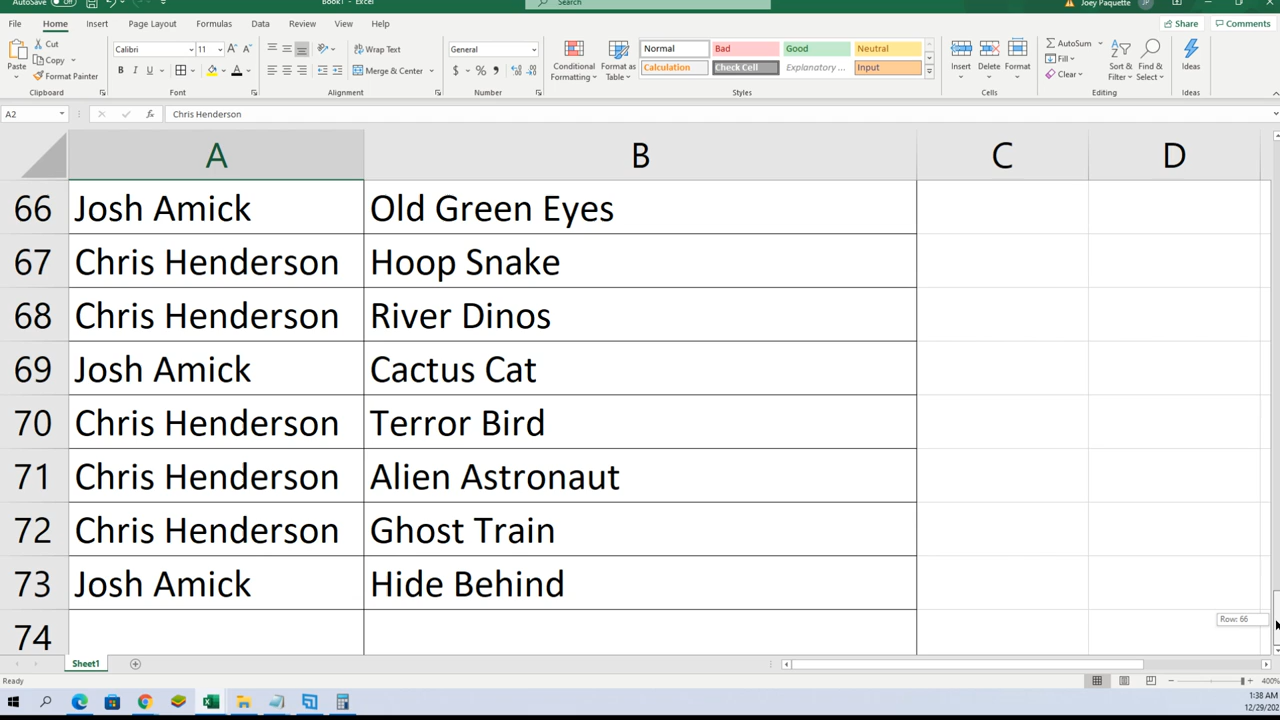 AutoSave Off Book1 - Excel Search Joey Paquette JP
File Home Insert Page Layout Formulas Data Review View Help Share Comments
Paste Cut Copy Format Painter Clipboard
Calibri 11 A A B I U A Font
Wrap Text Merge & Center Alignment
General $ % , Number
Conditional Formatting Format as Table
Normal Bad Good Neutral
Calculation Check Cell Explanatory ... Input
Styles
Insert Delete Format Cells
AutoSum Fill Clear Sort & Filter Find & Select Editing
Ideas Ideas
A2 fx Chris Henderson
A B C D
66 Josh Amick Old Green Eyes
67 Chris Henderson Hoop Snake
68 Chris Henderson River Dinos
69 Josh Amick Cactus Cat
70 Chris Henderson Terror Bird
71 Chris Henderson Alien Astronaut
72 Chris Henderson Ghost Train
73 Josh Amick Hide Behind
74
Row: 66
Sheet1
Ready 400%
1:38 AM
12/29/202